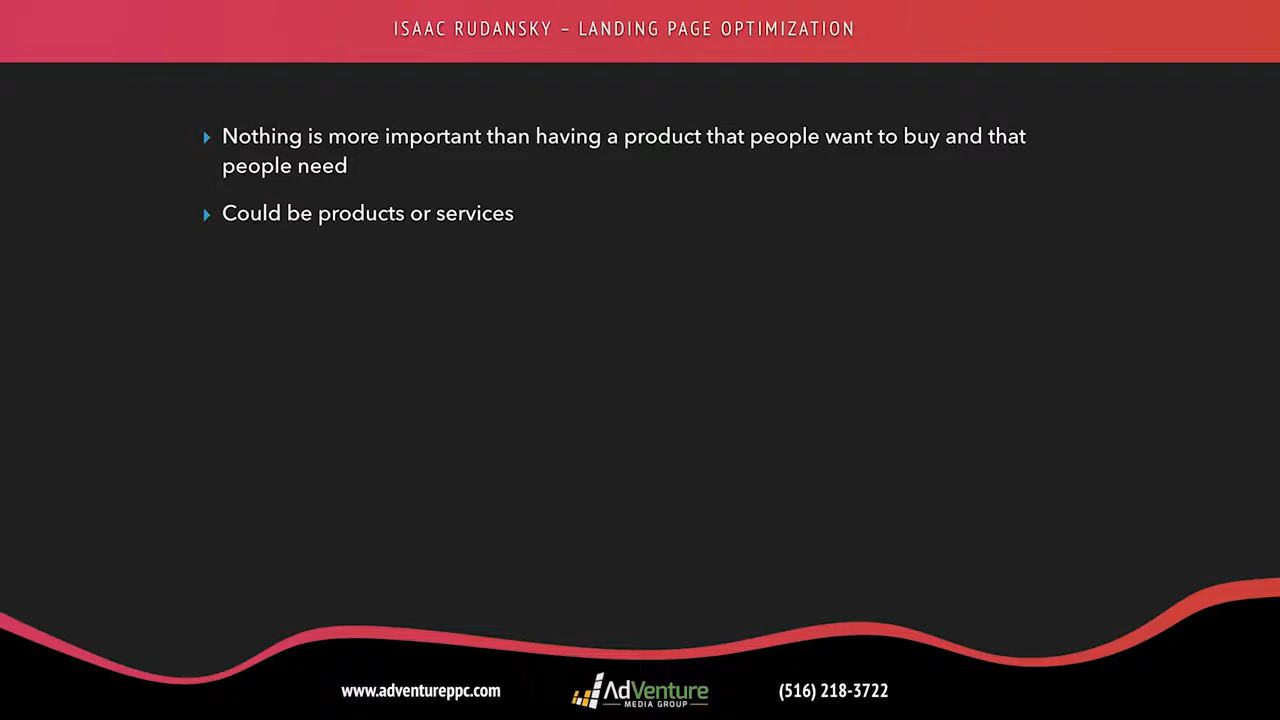 ISAAC RUDANSKY – LANDING PAGE OPTIMIZATION
Nothing is more important than having a product that people want to buy and that
people need
Could be products or services
www.adventureppc.com
AdVenture
MEDIA GROUP
(516) 218-3722